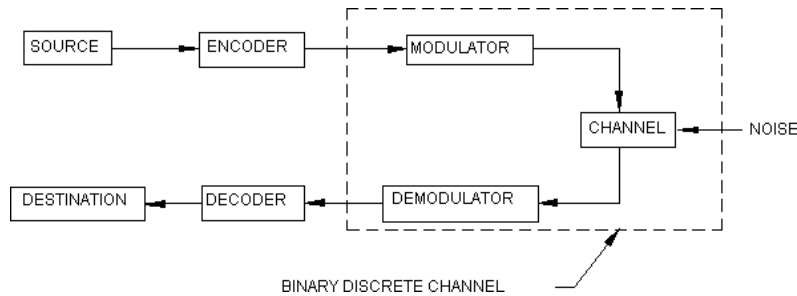 SOURCE
ENCODER
MODULATOR
CHANNEL
NOISE
DESTINATION
DECODER
DEMODULATOR
BINARY DISCRETE CHANNEL